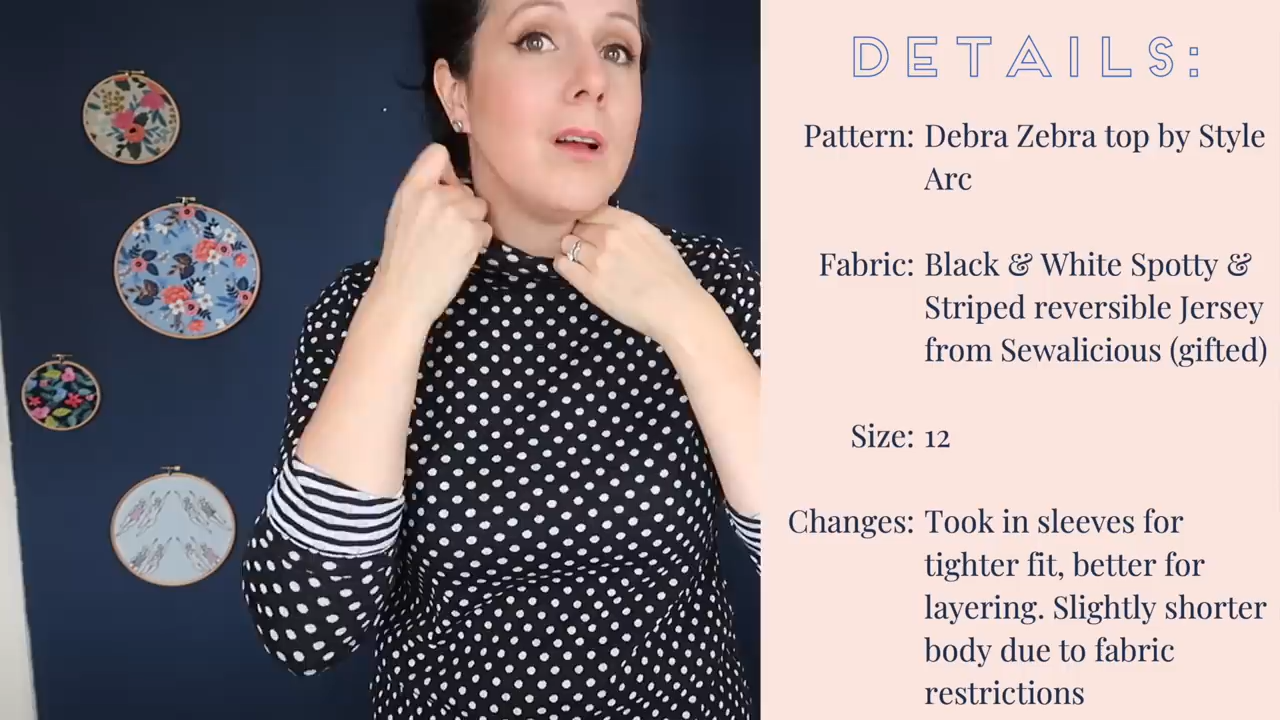 DETAILS:
Pattern: Debra Zebra top by Style
Arc
Fabric: Black & White Spotty &
Striped reversible Jersey
from Sewalicious (gifted)
Size: 12
Changes: Took in sleeves for
tighter fit, better for
layering. Slightly shorter
body due to fabric
restrictions